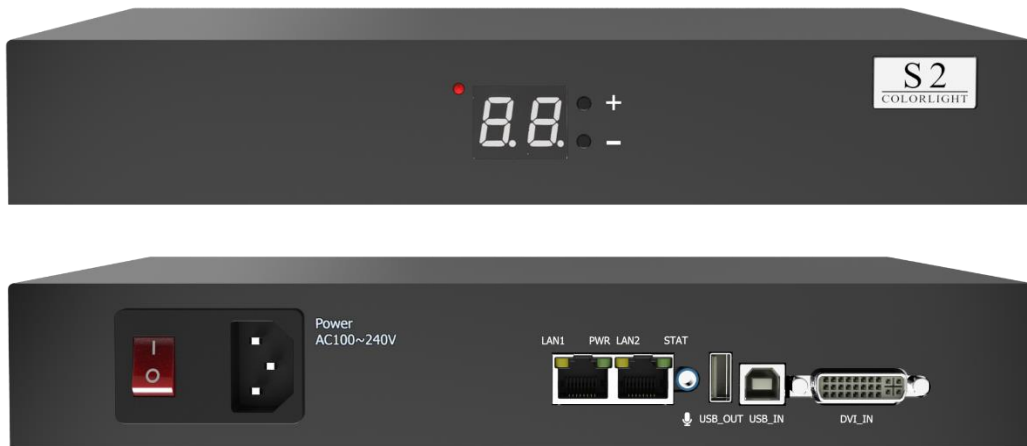 S2
COLORLIGHT
8.8.
+
-
Power
AC100~240V
LAN1 PWR LAN2 STAT
USB_OUT USB_IN DVI_IN
I
O